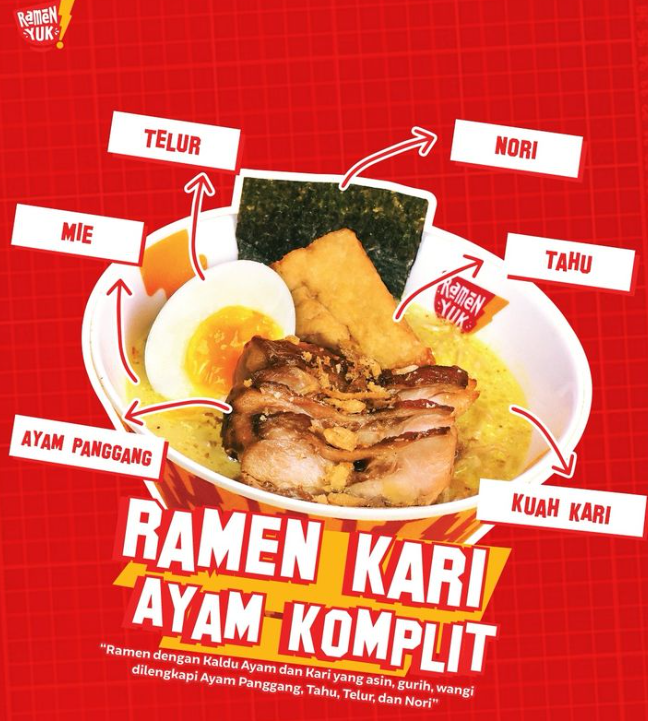 RAMEN
YUK!
TELUR
NORI
MIE
TAHU
RAMEN
YUK
AYAM PANGGANG
KUAH KARI
RAMEN KARI
AYAM KOMPLIT
“Ramen dengan Kaldu Ayam dan Kari yang asin, gurih, wangi
dilengkapi Ayam Panggang, Tahu, Telur, dan Nori”